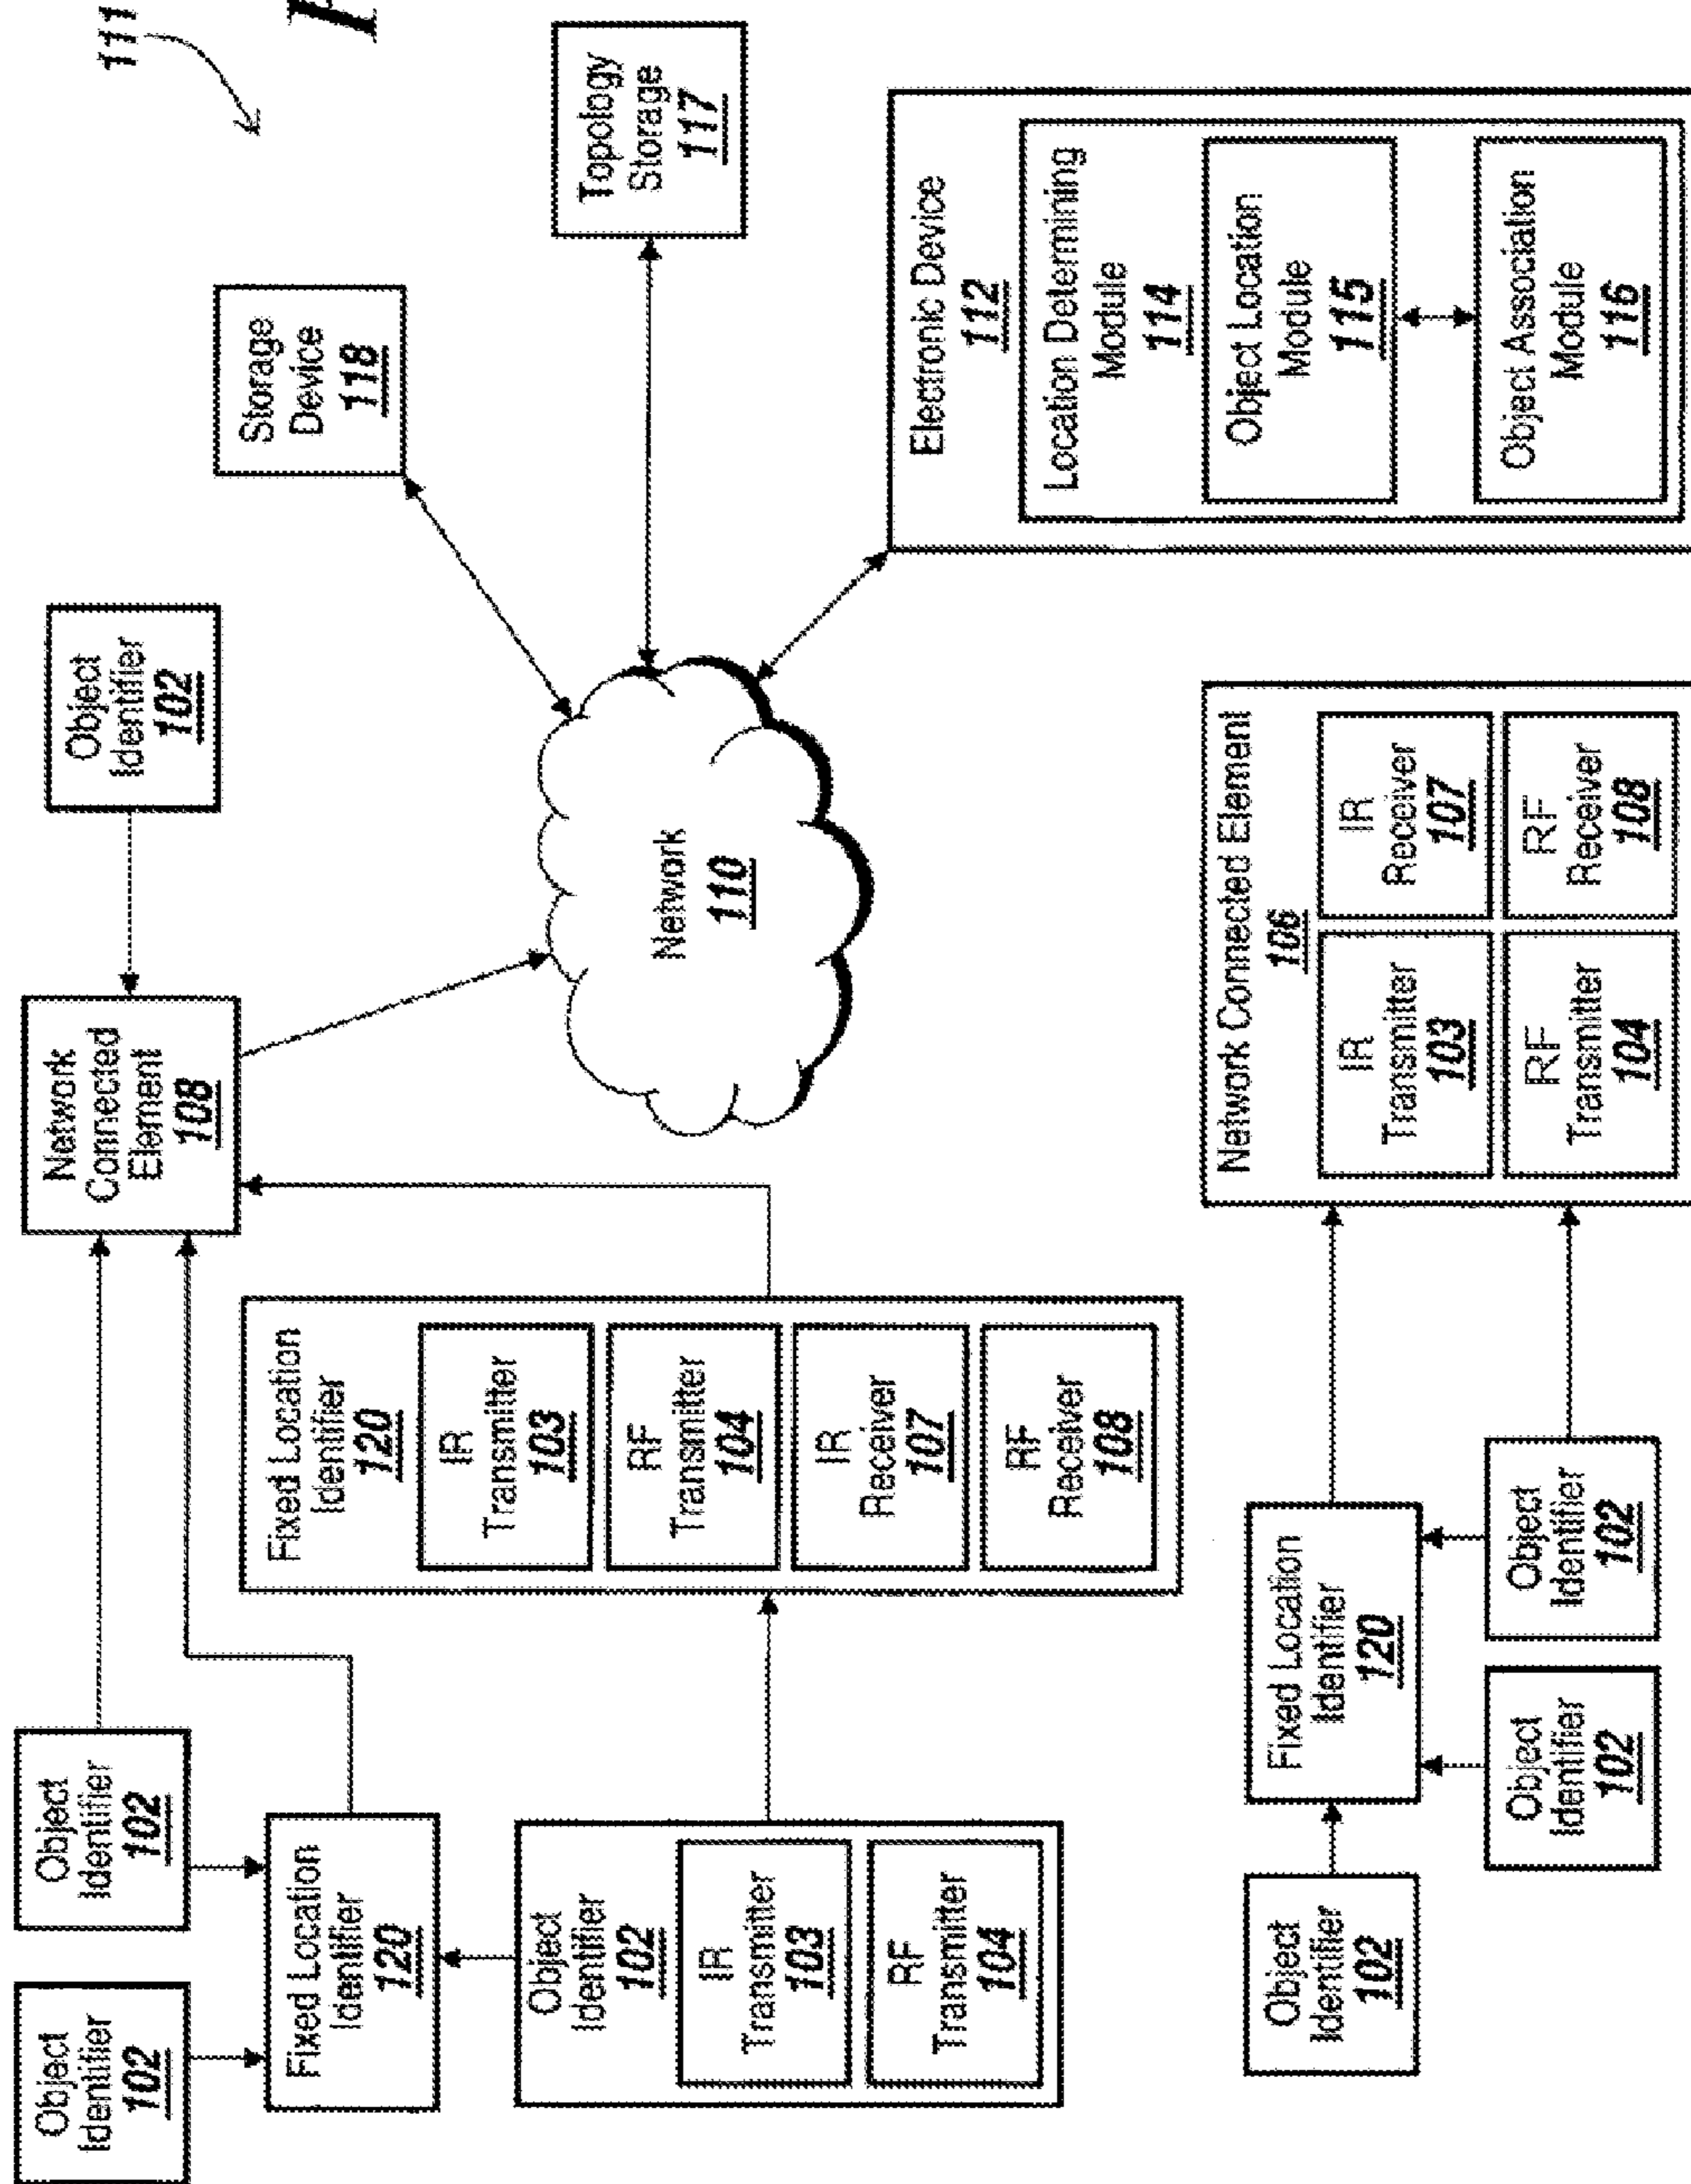 111
Object
Identifier
102
Object
Identifier
102
Network
Connected
Element
108
Object
Identifier
102
Fixed Location
Identifier
120
Fixed Location
Identifier
120
IR
Transmitter
103
RF
Transmitter
104
IR
Receiver
107
RF
Receiver
108
Object
Identifier
102
IR
Transmitter
103
RF
Transmitter
104
Storage
Device
118
Topology
Storage
117
Network
110
Electronic Device
112
Location Determining
Module
114
Object Location
Module
115
Object Association
Module
116
Object
Identifier
102
Fixed Location
Identifier
120
Object
Identifier
102
Object
Identifier
102
Network Connected Element
106
IR
Transmitter
103
IR
Receiver
107
RF
Transmitter
104
RF
Receiver
108